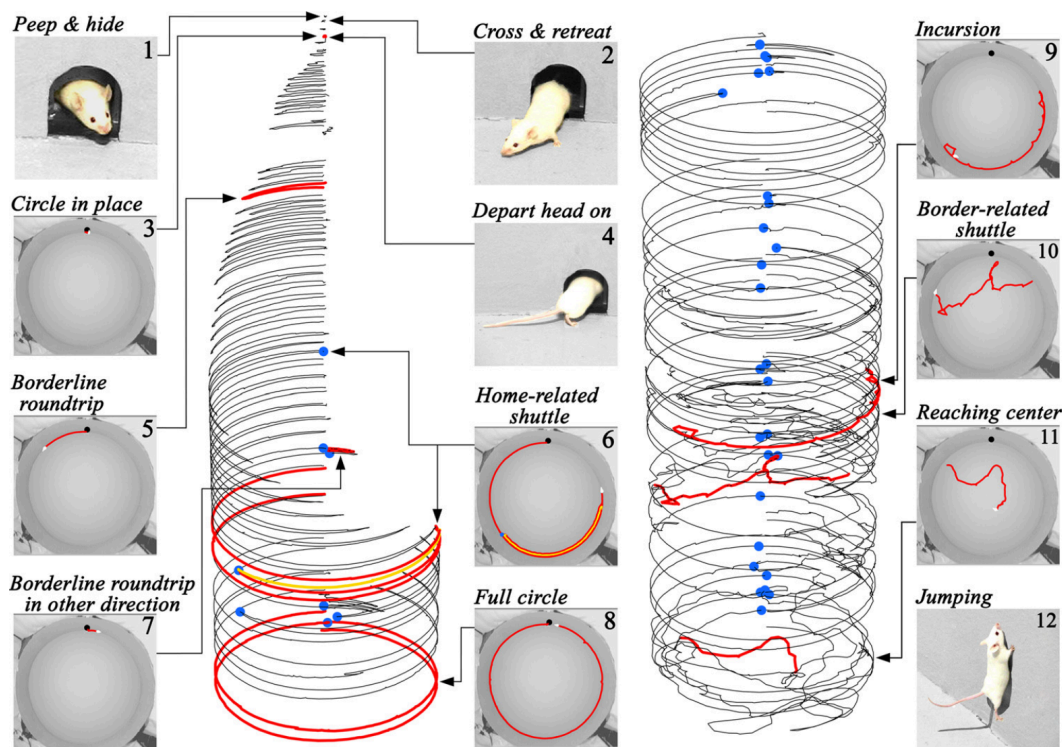 Peep & hide
1
Cross & retreat
2
Circle in place
3
Depart head on
4
Borderline
roundtrip
5
Home-related
shuttle
6
Borderline roundtrip
in other direction
7
Full circle
8
Incursion
9
Border-related
shuttle
10
Reaching center
11
Jumping
12